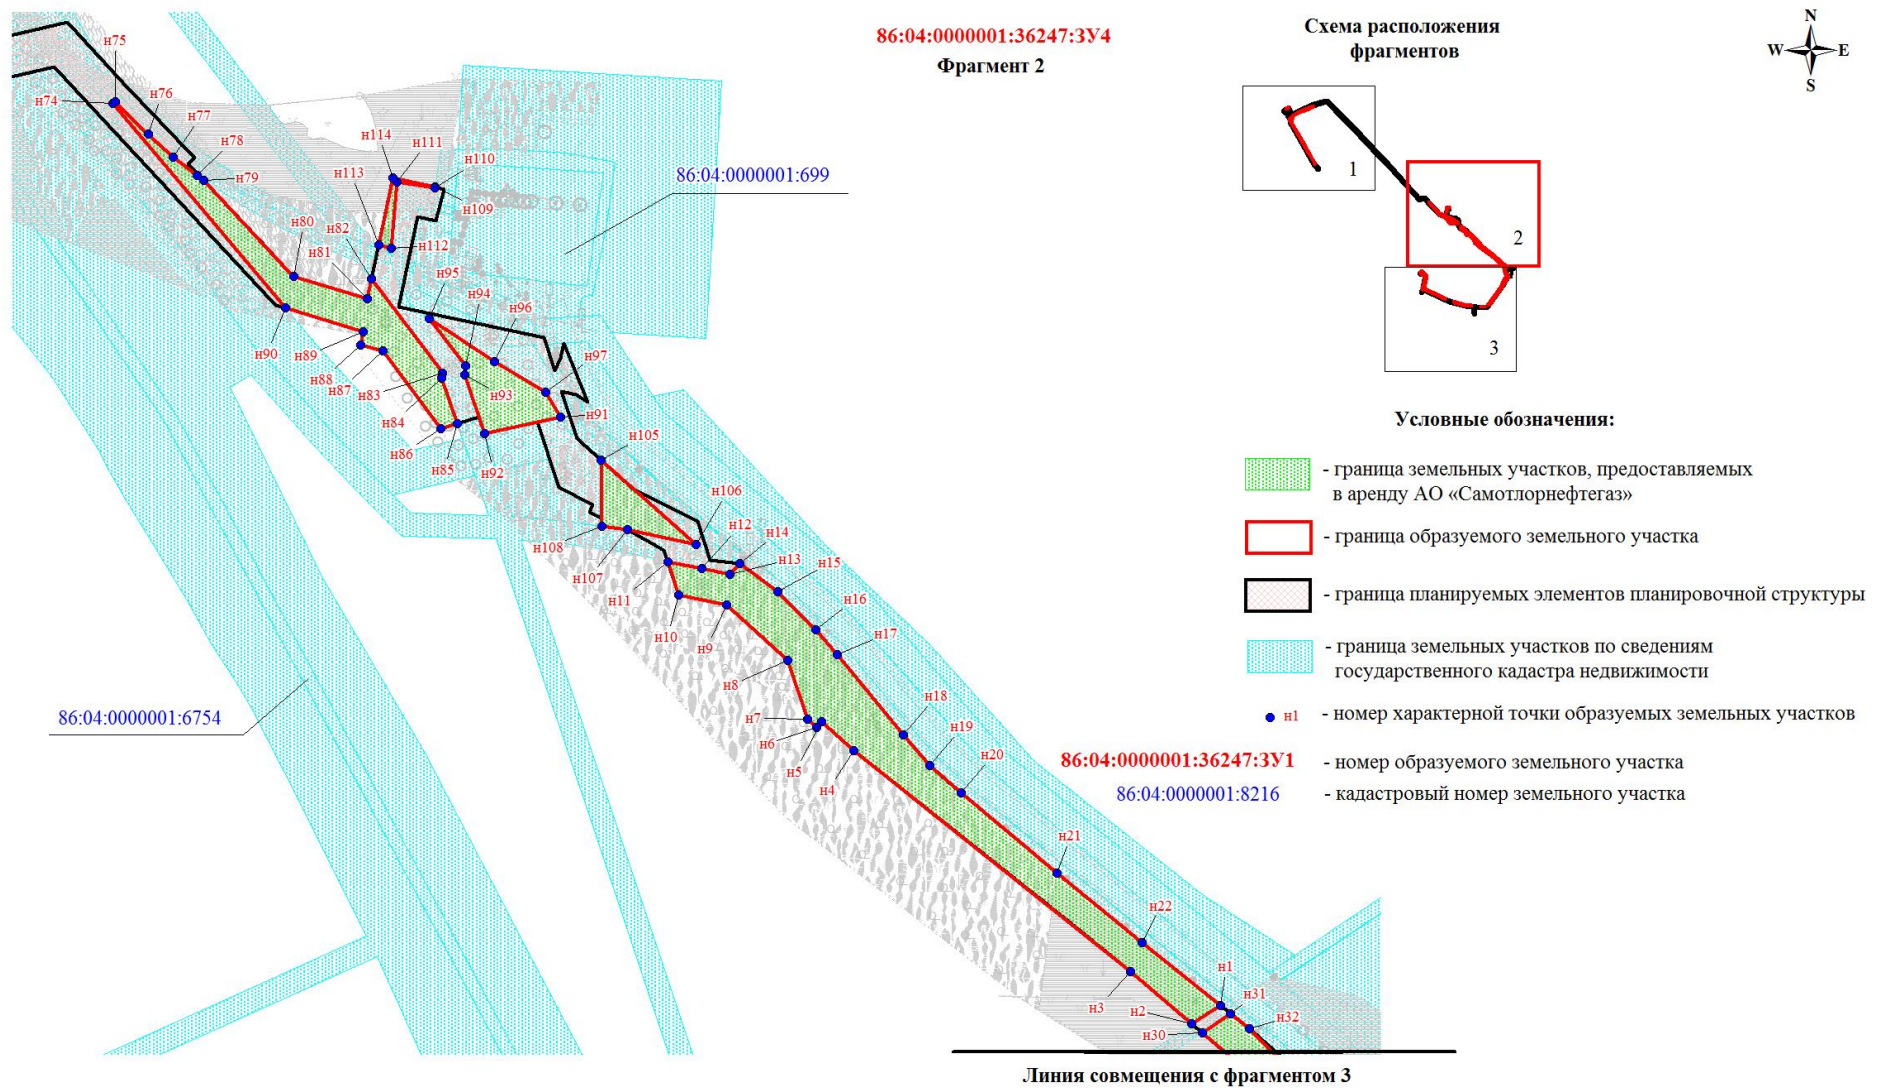 86:04:0000001:36247:ЗУ4
Фрагмент 2
Схема расположения
фрагментов
N
W
E
S
1
2
3
Условные обозначения:
- граница земельных участков, предоставляемых
в аренду АО «Самотлорнефтегаз»
- граница образуемого земельного участка
- граница планируемых элементов планировочной структуры
- граница земельных участков по сведениям
государственного кадастра недвижимости
н1
- номер характерной точки образуемых земельных участков
86:04:0000001:36247:ЗУ1
- номер образуемого земельного участка
86:04:0000001:8216
- кадастровый номер земельного участка
86:04:0000001:699
86:04:0000001:6754
н75
н74
н76
н77
н78
н79
н80
н81
н82
н113
н114
н111
н110
н109
н112
н95
н94
н96
н97
н93
н91
н90
н89
н88
н87
н83
н84
н86
н85
н92
н105
н106
н108
н107
н12
н14
н13
н15
н11
н16
н10
н17
н9
н8
н18
н7
н6
н5
н19
н4
н20
н21
н22
н3
н1
н31
н2
н32
н30
Линия совмещения с фрагментом 3